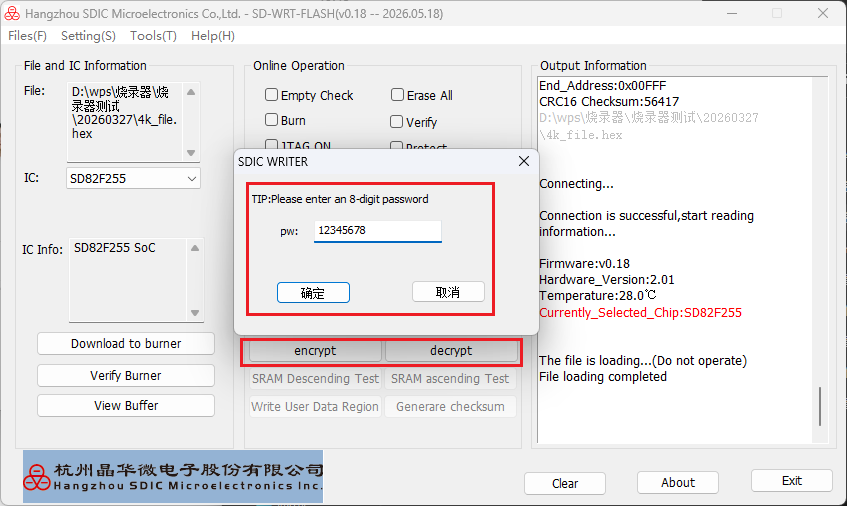 Hangzhou SDIC Microelectronics Co.,Ltd. - SD-WRT-FLASH(v0.18 -- 2026.05.18)
Files(F) Setting(S) Tools(T) Help(H)
File and IC Information
File:
D:\wps\烧录器\烧
录器测试
\20260327\4k_file.
hex
IC:
SD82F255
IC Info:
SD82F255 SoC
Download to burner
Verify Burner
View Buffer
Online Operation
Empty Check
Erase All
Burn
Verify
JTAG ON
Protect
SDIC WRITER
TIP:Please enter an 8-digit password
pw:
12345678
确定
取消
encrypt
decrypt
SRAM Descending Test
SRAM ascending Test
Write User Data Region
Generare checksum
Output Information
End_Address:0x00FFF
CRC16 Checksum:56417
D:\wps\烧录器\烧录器测试\20260327
\4k_file.hex
Connecting...
Connection is successful,start reading
information...
Firmware:v0.18
Hardware_Version:2.01
Temperature:28.0℃
Currently_Selected_Chip:SD82F255
The file is loading...(Do not operate)
File loading completed
杭州晶华微电子股份有限公司
Hangzhou SDIC Microelectronics Inc.
Clear
About
Exit